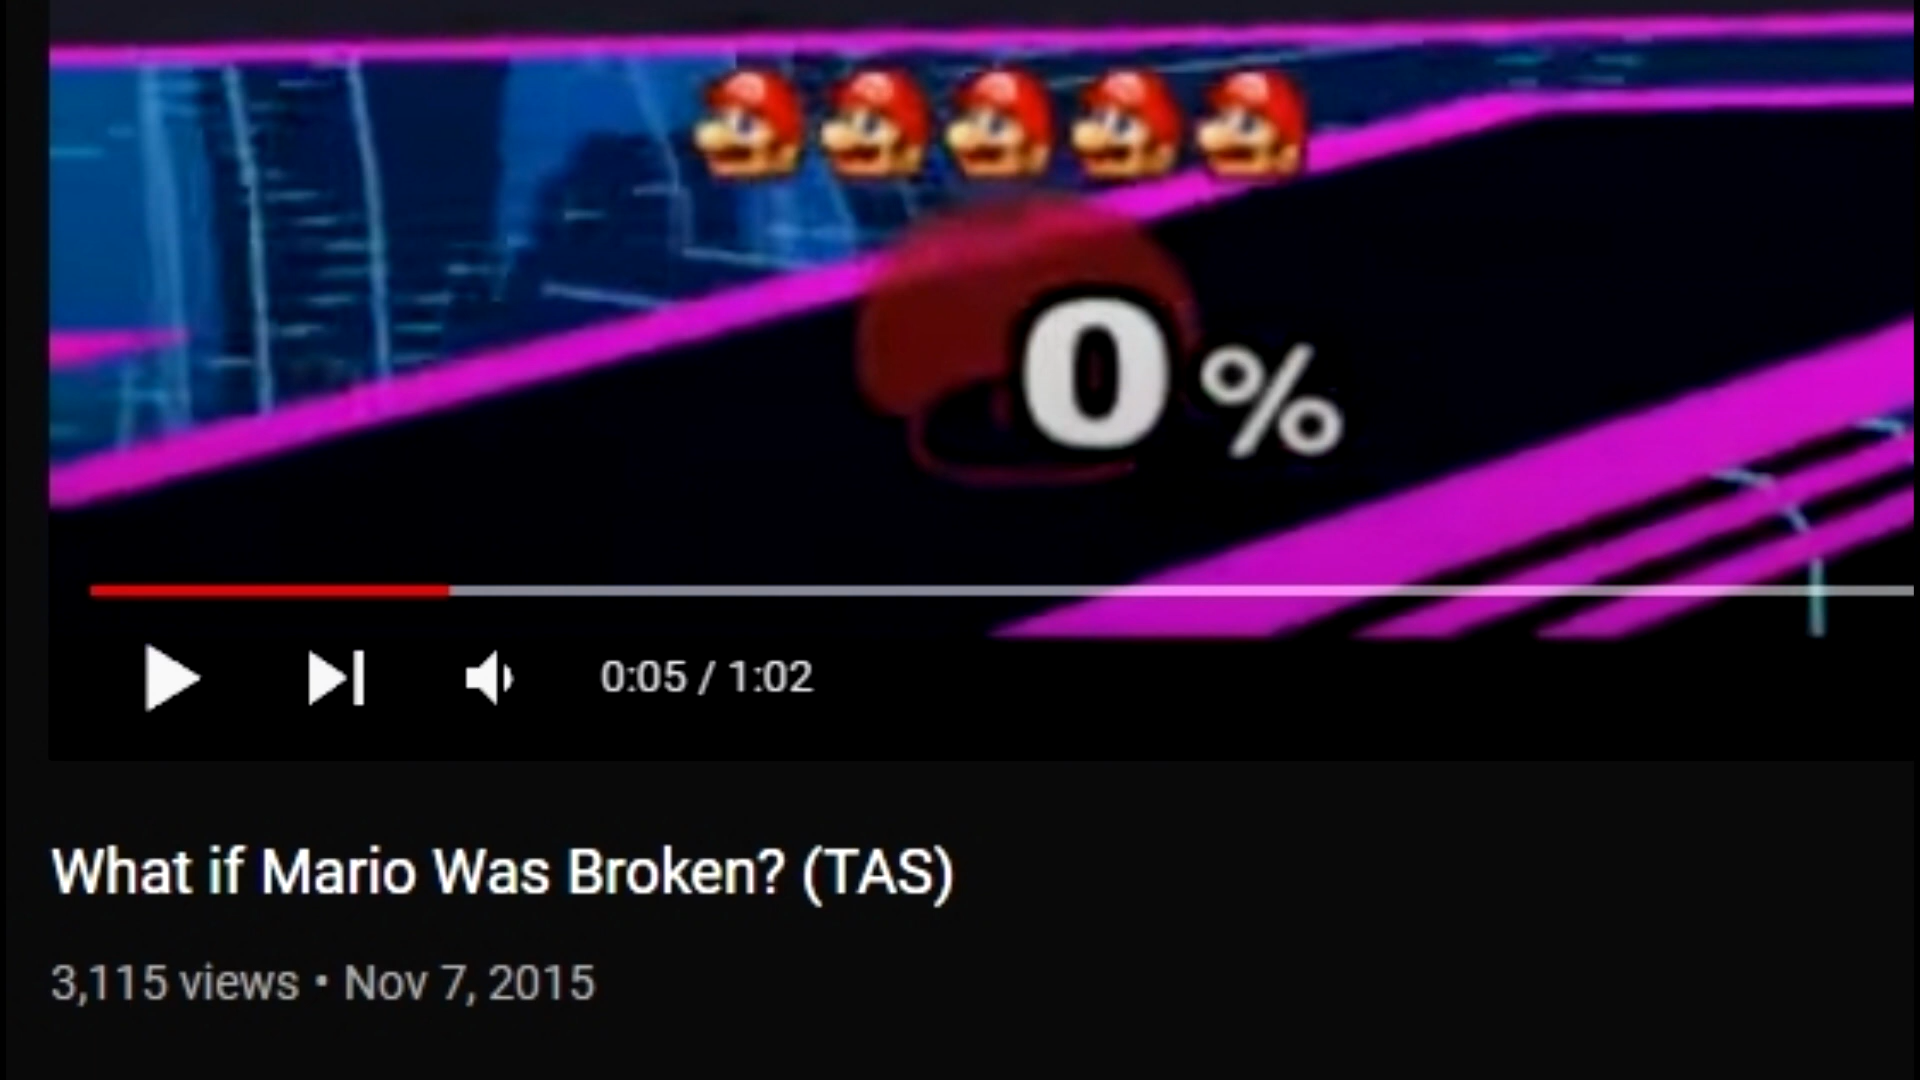 0%
0:05 / 1:02
What if Mario Was Broken? (TAS)
3,115 views • Nov 7, 2015